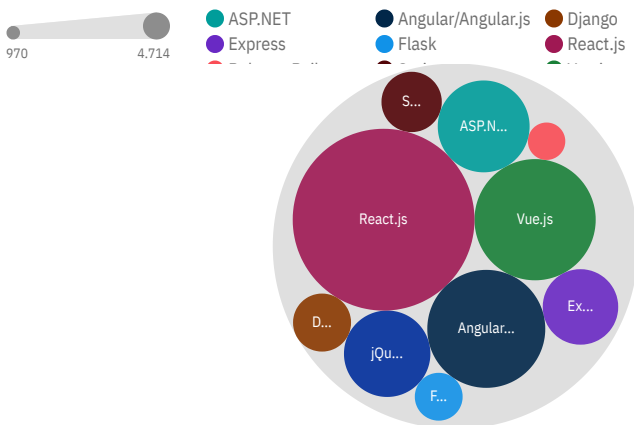 ASP.NET
Angular/Angular.js
Django
Express
Flask
React.js
970
4.714
S...
ASP.N...
React.js
Vue.js
Ex...
D...
Angular...
jQu...
F...